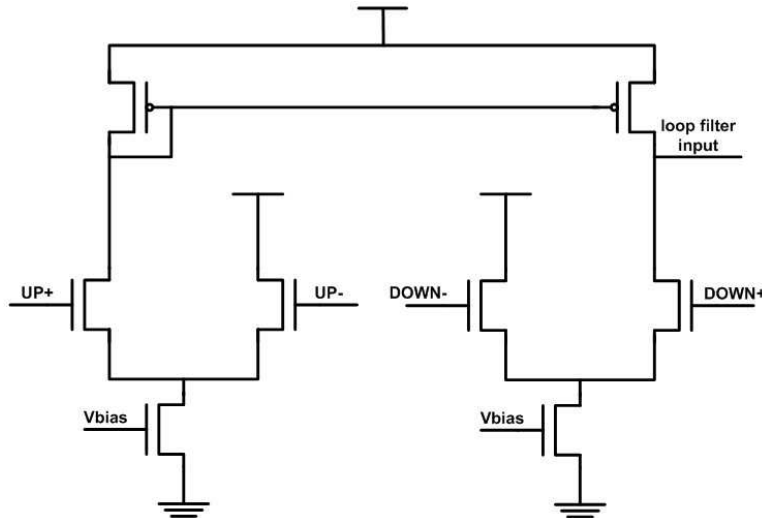 loop filter
input
UP+
UP-
DOWN-
DOWN+
Vbias
Vbias